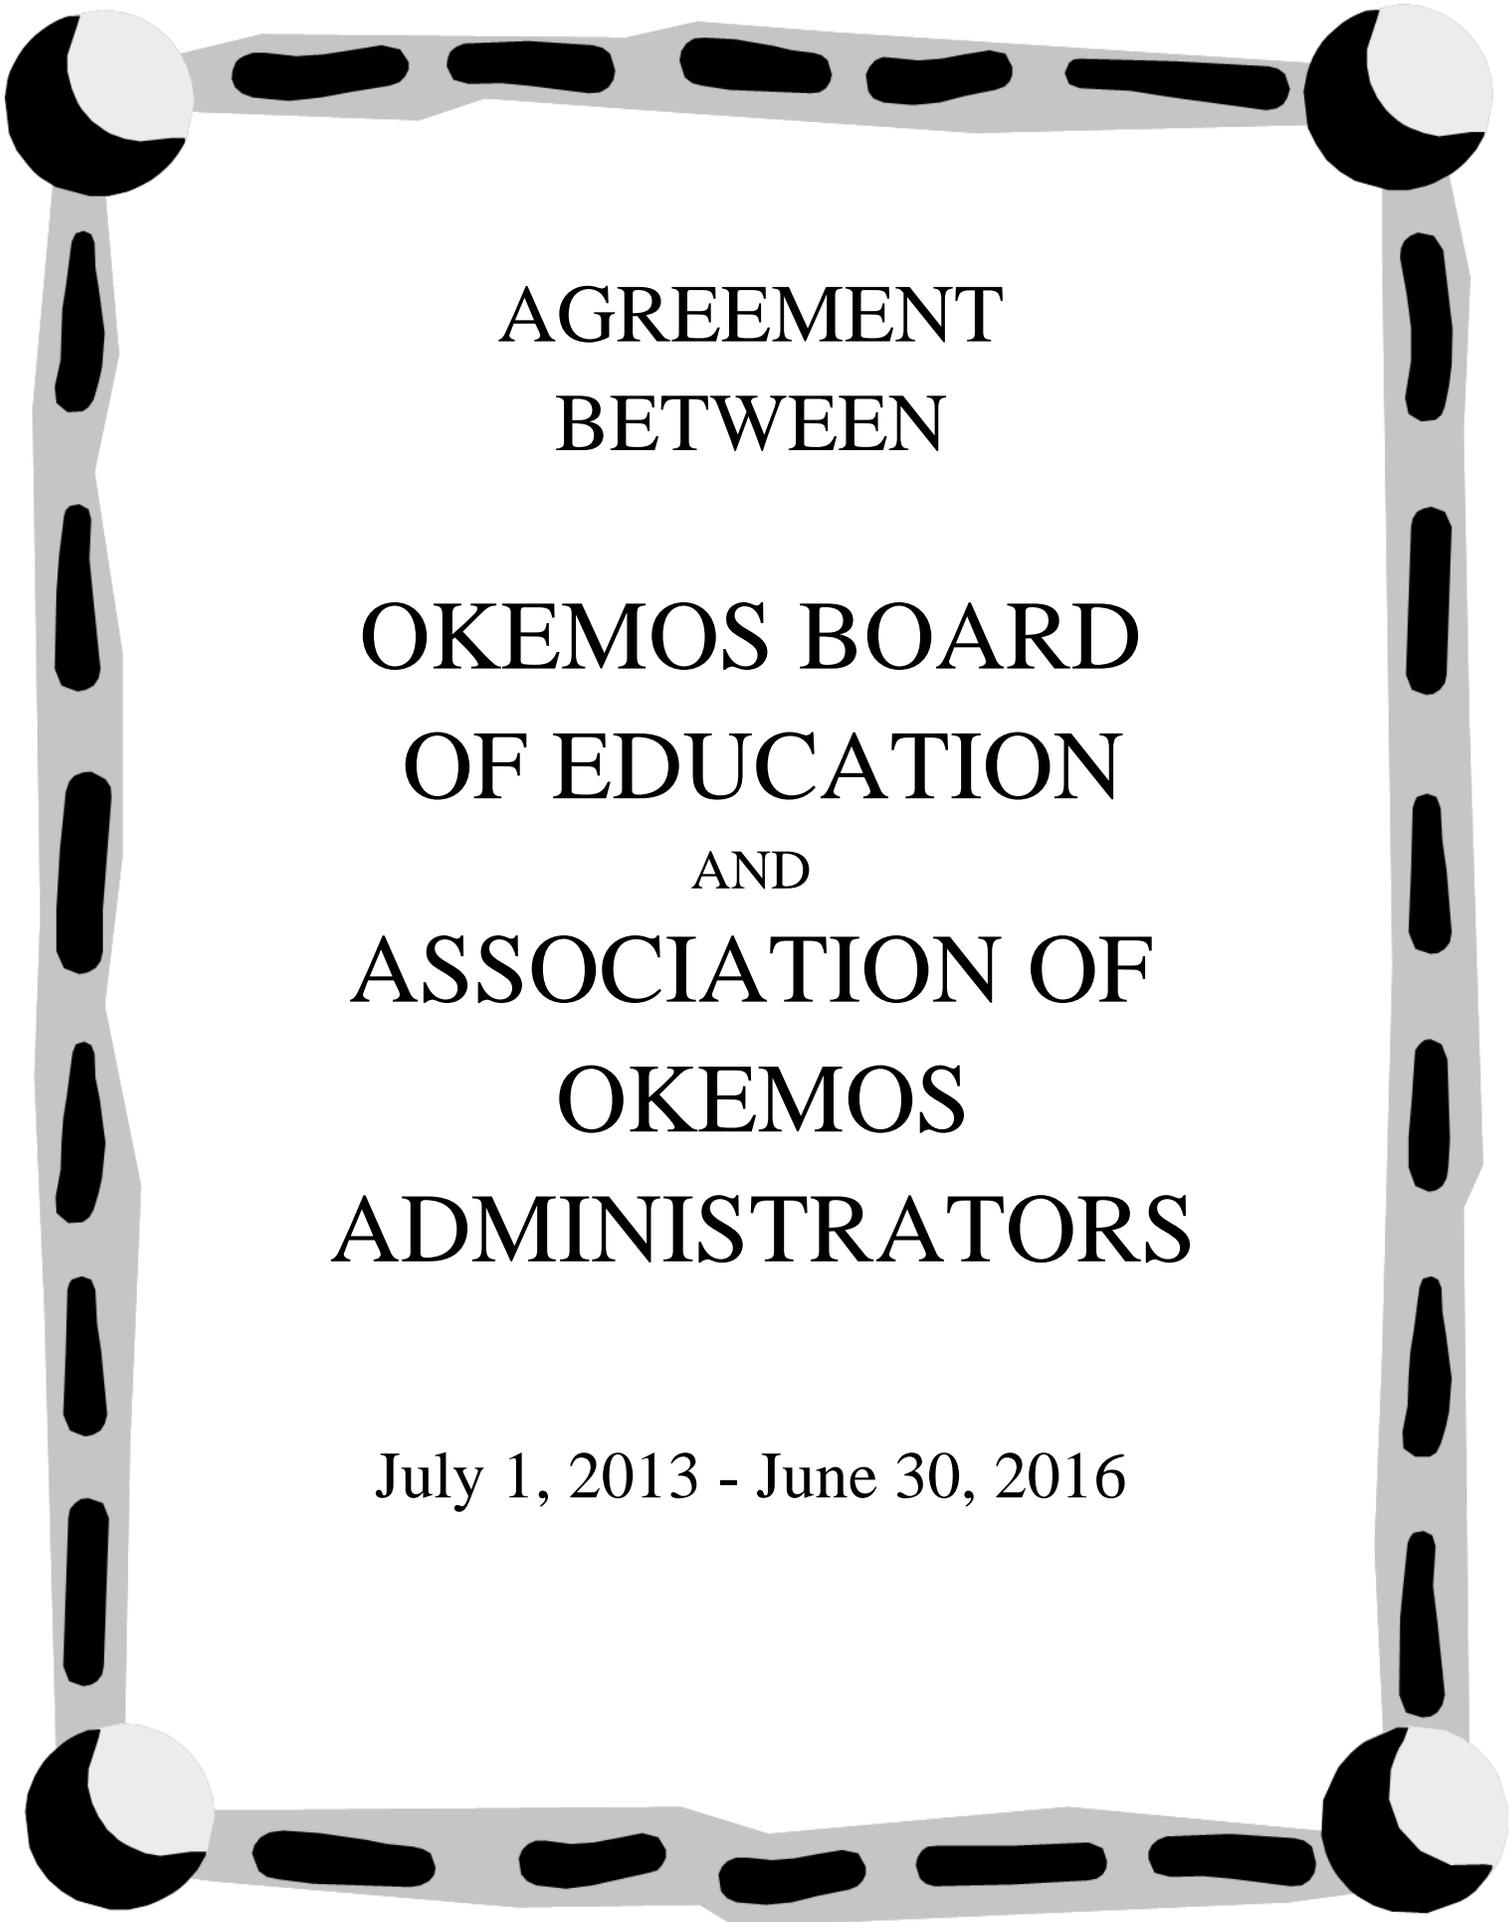 AGREEMENT
BETWEEN
OKEMOS BOARD
OF EDUCATION
AND
ASSOCIATION OF
OKEMOS
ADMINISTRATORS
July 1, 2013 - June 30, 2016